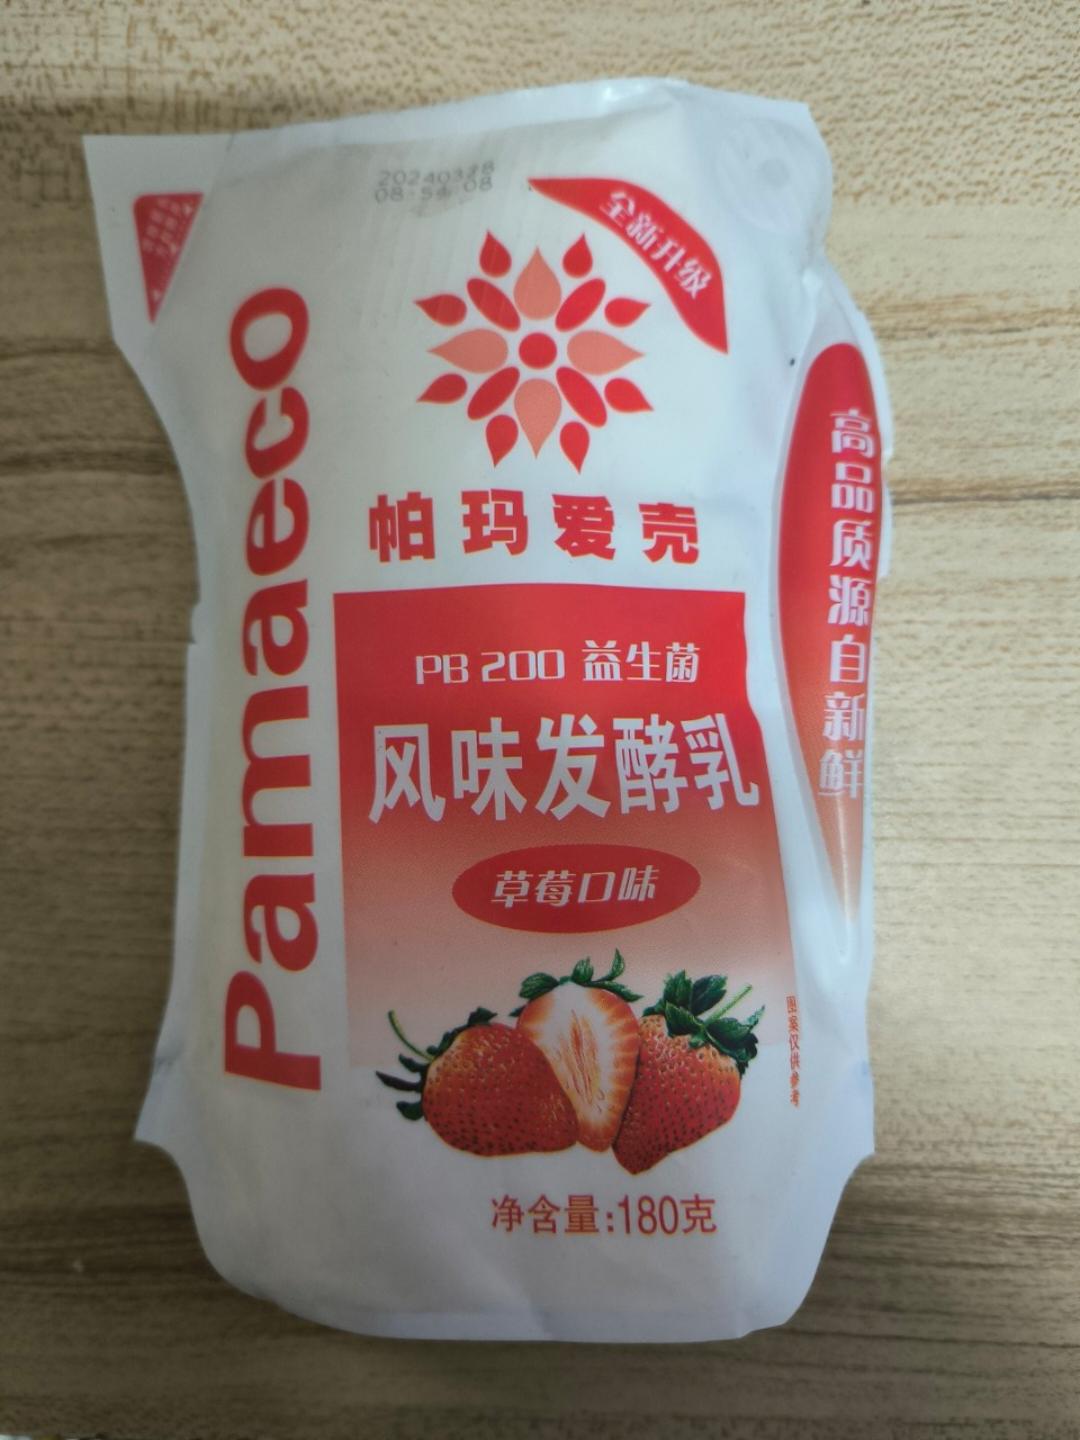 20240328
08:54 08
全新升级
Pamaeco
帕玛爱壳
PB 200 益生菌
风味发酵乳
草莓口味
高品质源自新鲜
图案仅供参考
净含量:180克